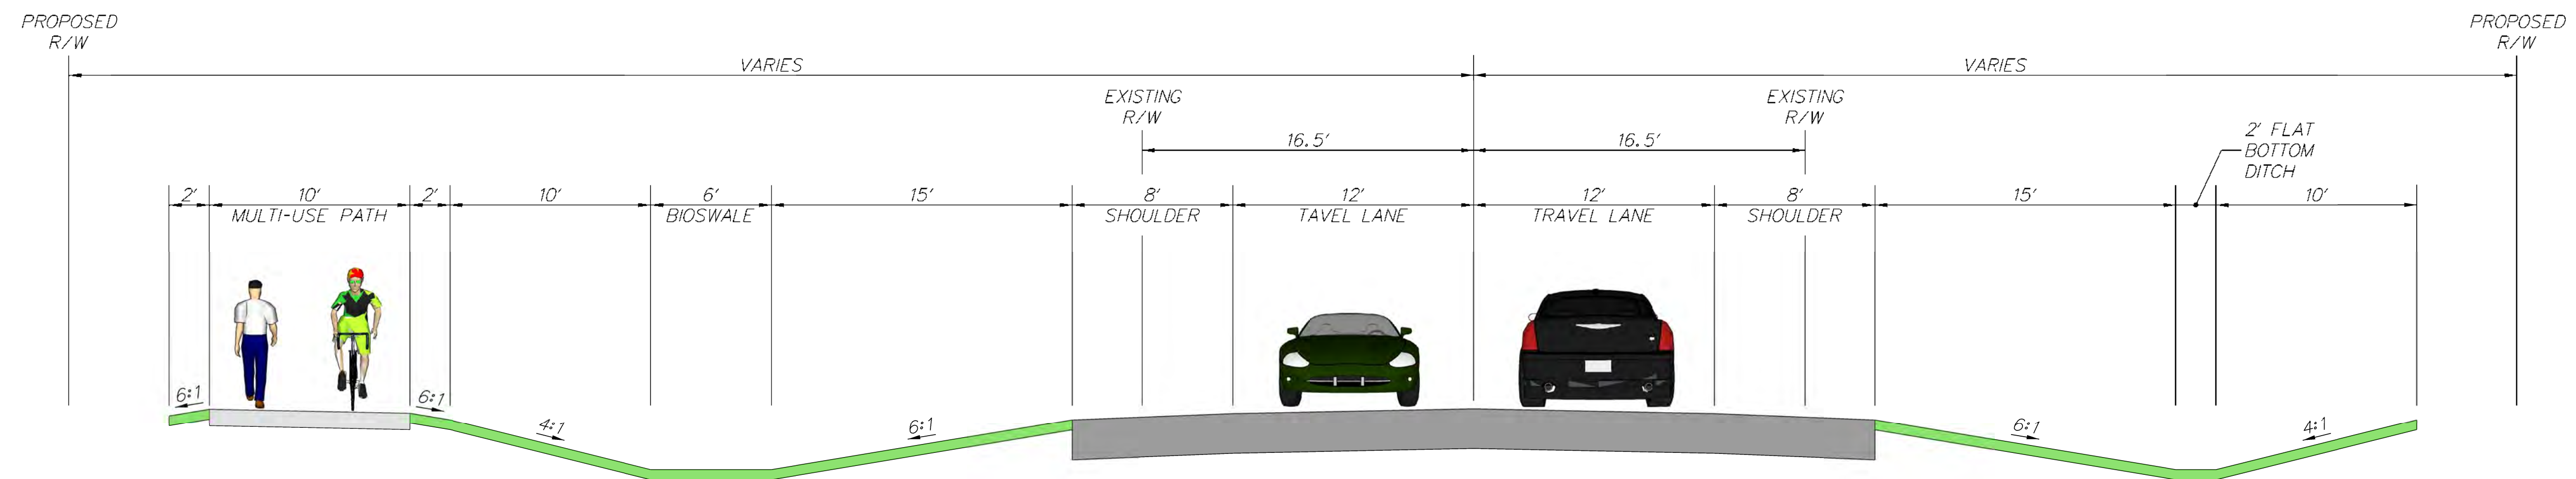 PROPOSED
R/W
PROPOSED
R/W
VARIES
VARIES
EXISTING
R/W
EXISTING
R/W
16.5'
16.5'
2' FLAT
BOTTOM
DITCH
2'
10'
2'
10'
6'
15'
8'
12'
12'
8'
15'
10'
MULTI-USE PATH
BIOSWALE
SHOULDER
TAVEL LANE
TRAVEL LANE
SHOULDER
6:1
6:1
4:1
6:1
6:1
4:1